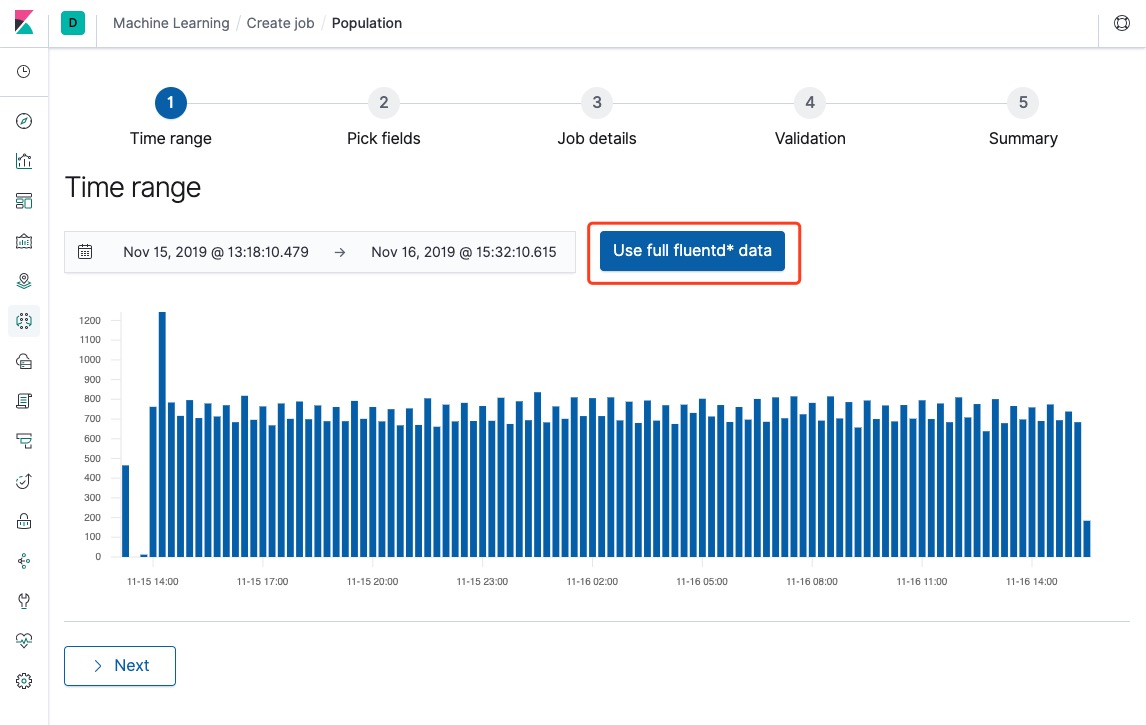 D Machine Learning / Create job / Population
1 2 3 4 5
Time range Pick fields Job details Validation Summary
Time range
Nov 15, 2019 @ 13:18:10.479 → Nov 16, 2019 @ 15:32:10.615 Use full fluentd* data
1200
1100
1000
900
800
700
600
500
400
300
200
100
0
11-15 14:00 11-15 17:00 11-15 20:00 11-15 23:00 11-16 02:00 11-16 05:00 11-16 08:00 11-16 11:00 11-16 14:00
Next